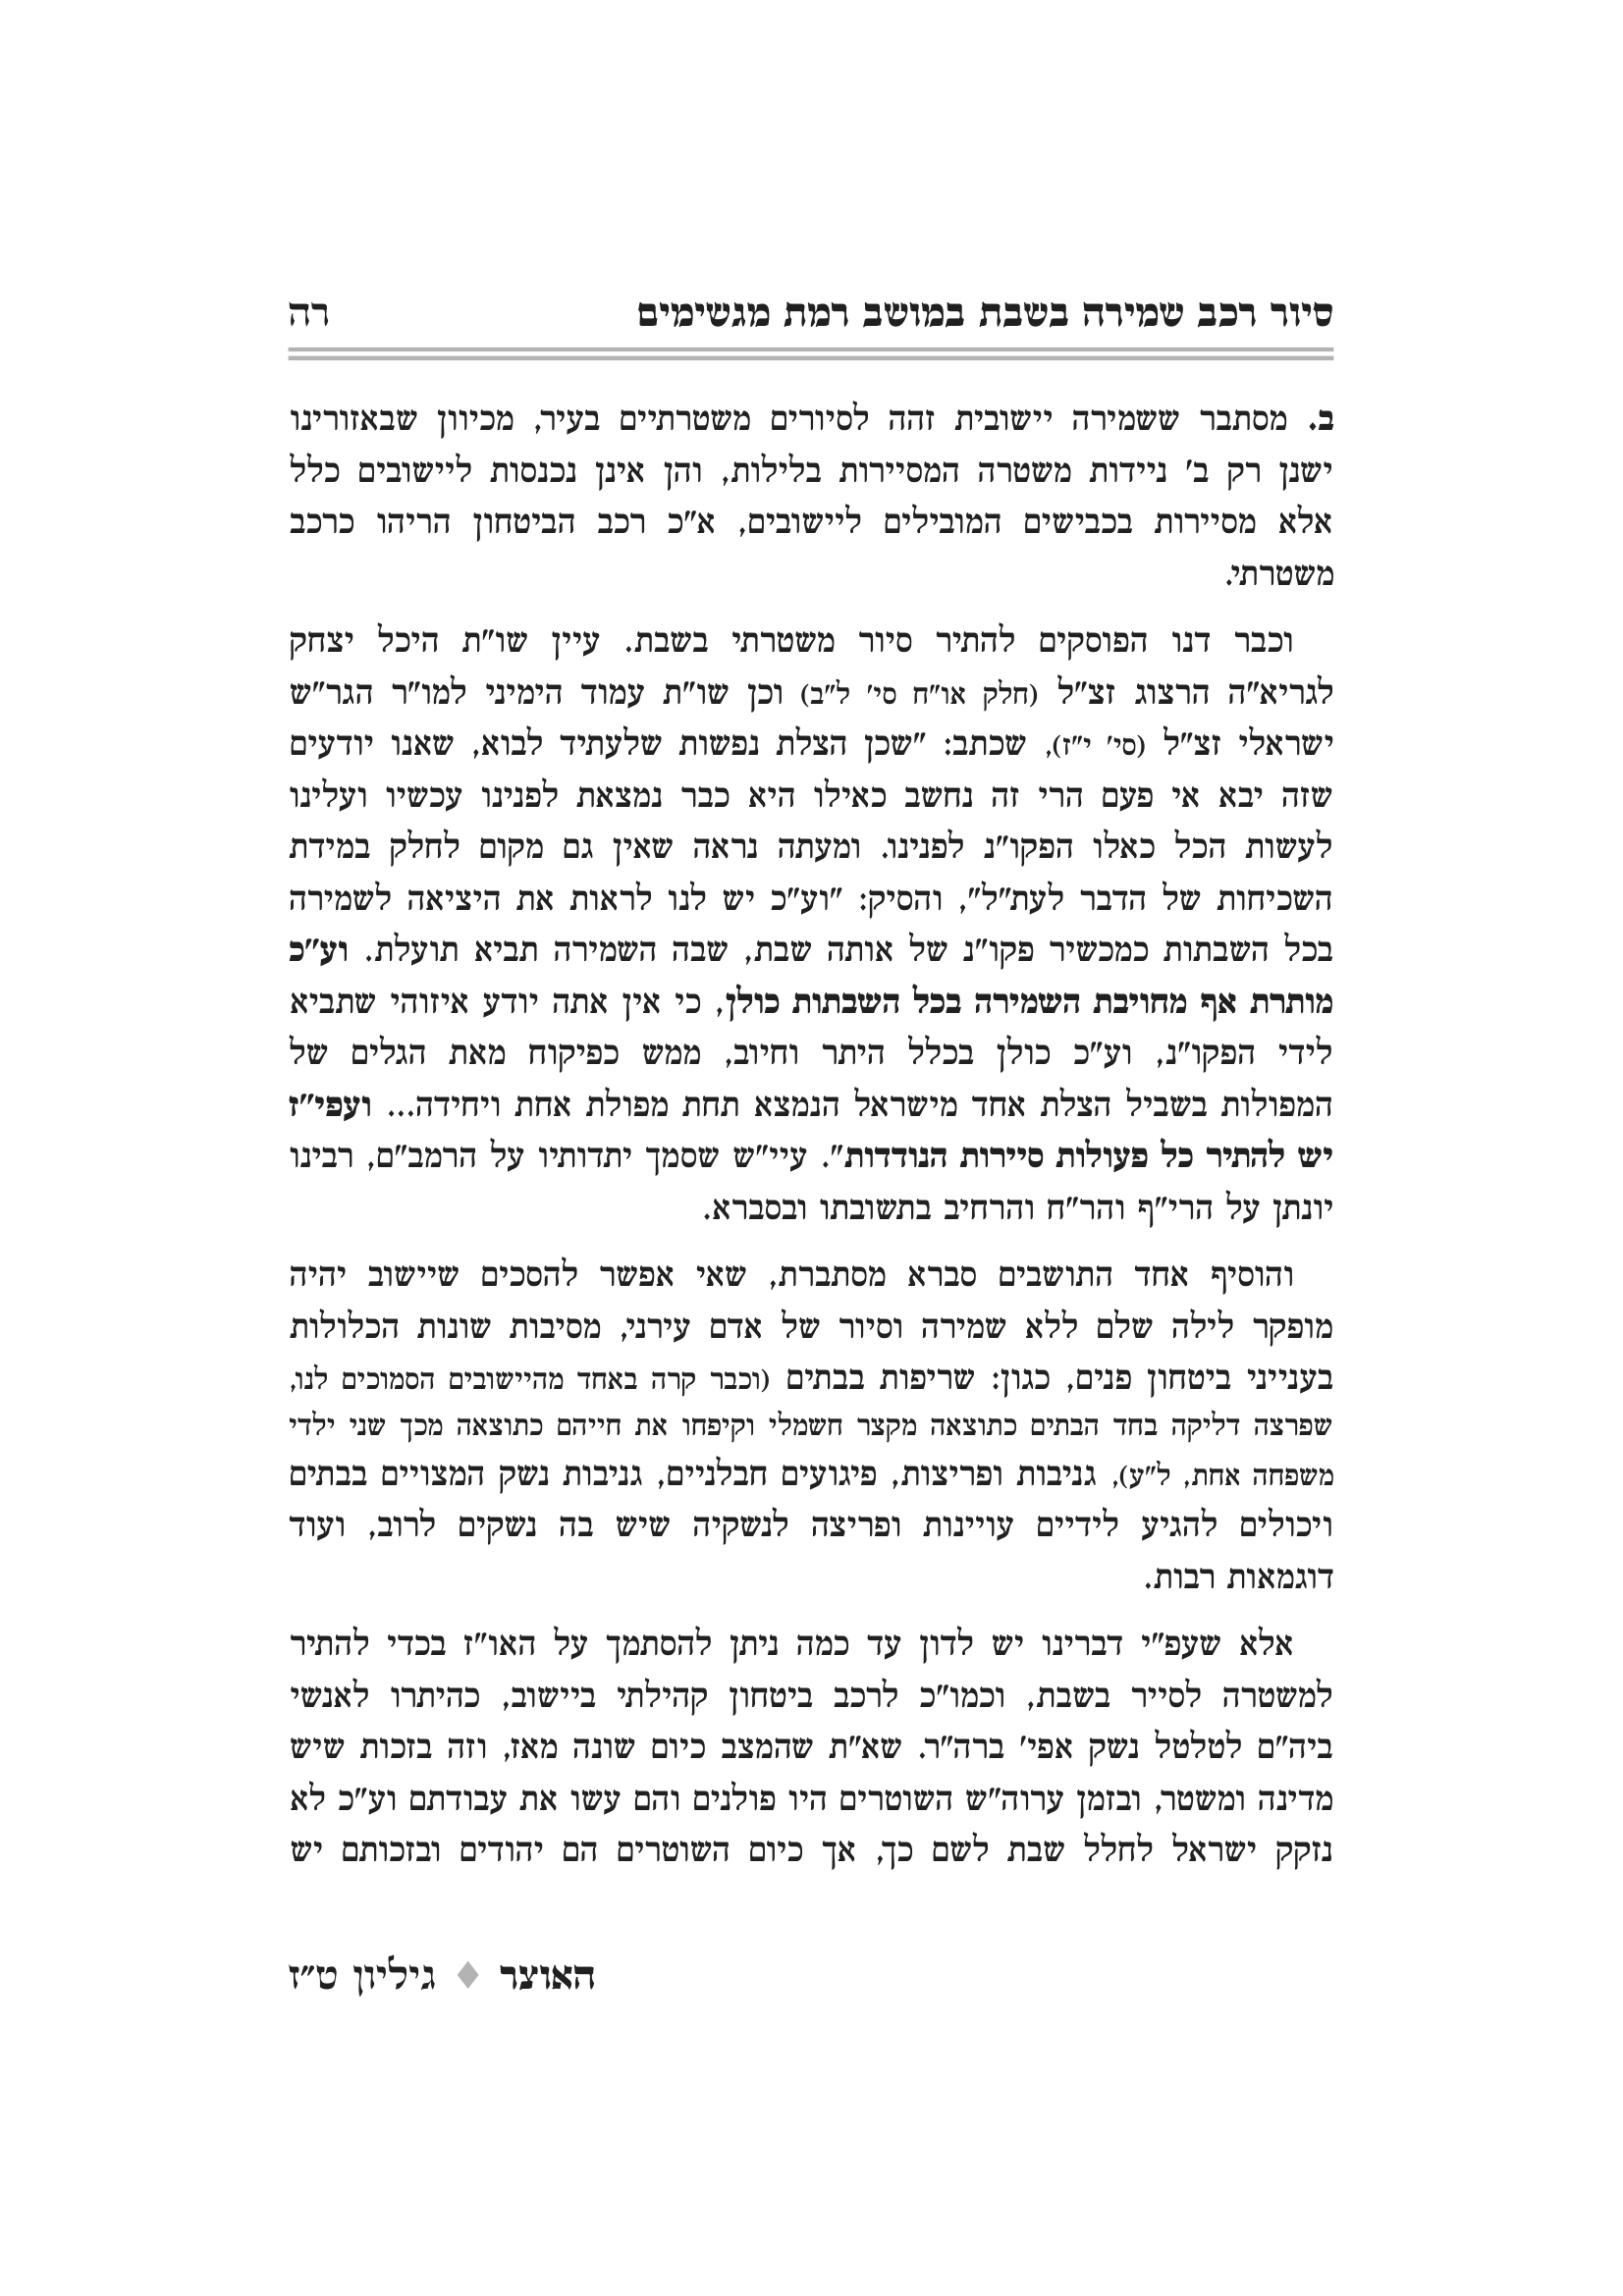 סיור רכב שמירה בשבת במושב רמת מגשימים רה
ב. מסתבר ששמירה יישובית זהה לסיורים משטרתיים בעיר, מכיוון שבאזורינו
ישנן רק ב' ניידות משטרה המסיירות בלילות, והן אינן נכנסות ליישובים כלל
אלא מסיירות בכבישים המובילים ליישובים, א"כ רכב הביטחון הריהו כרכב
משטרתי.
וכבר דנו הפוסקים להתיר סיור משטרתי בשבת. עיין שו"ת היכל יצחק
לגריא"ה הרצוג זצ"ל (חלק או"ח סי' ל"ב) וכן שו"ת עמוד הימיני למו"ר הגר"ש
ישראלי זצ"ל (סי' י"ז), שכתב: "שכן הצלת נפשות שלעתיד לבוא, שאנו יודעים
שזה יבא אי פעם הרי זה נחשב כאילו היא כבר נמצאת לפנינו עכשיו ועלינו
לעשות הכל כאלו הפקו"נ לפנינו. ומעתה נראה שאין גם מקום לחלק במידת
השכיחות של הדבר לעת"ל", והסיק: "וע"כ יש לנו לראות את היציאה לשמירה
בכל השבתות כמכשיר פקו"נ של אותה שבת, שבה השמירה תביא תועלת. וע"כ
מותרת אף מחויבת השמירה בכל השבתות כולן, כי אין אתה יודע איזוהי שתביא
לידי הפקו"נ, וע"כ כולן בכלל היתר וחיוב, ממש כפיקוח מאת הגלים של
המפולות בשביל הצלת אחד מישראל הנמצא תחת מפולת אחת ויחידה... ועפי"ז
יש להתיר כל פעולות סיירות הנודדות". עיי"ש שסמך יתדותיו על הרמב"ם, רבינו
יונתן על הרי"ף והר"ח והרחיב בתשובתו ובסברא.
והוסיף אחד התושבים סברא מסתברת, שאי אפשר להסכים שיישוב יהיה
מופקר לילה שלם ללא שמירה וסיור של אדם עירני, מסיבות שונות הכלולות
בענייני ביטחון פנים, כגון: שריפות בבתים (וכבר קרה באחד מהיישובים הסמוכים לנו,
שפרצה דליקה בחד הבתים כתוצאה מקצר חשמלי וקיפחו את חייהם כתוצאה מכך שני ילדי
משפחה אחת, ל"ע), גניבות ופריצות, פיגועים חבלניים, גניבות נשק המצויים בבתים
ויכולים להגיע לידיים עויינות ופריצה לנשקיה שיש בה נשקים לרוב, ועוד
דוגמאות רבות.
אלא שעפ"י דברינו יש לדון עד כמה ניתן להסתמך על האו"ז בכדי להתיר
למשטרה לסייר בשבת, וכמו"כ לרכב ביטחון קהילתי ביישוב, כהיתרו לאנשי
ביה"ם לטלטל נשק אפי' ברה"ר. שא"ת שהמצב כיום שונה מאז, וזה בזכות שיש
מדינה ומשטר, ובזמן ערוה"ש השוטרים היו פולנים והם עשו את עבודתם וע"כ לא
נזקק ישראל לחלל שבת לשם כך, אך כיום השוטרים הם יהודים ובזכותם יש
האוצר ♦ גיליון ט"ז